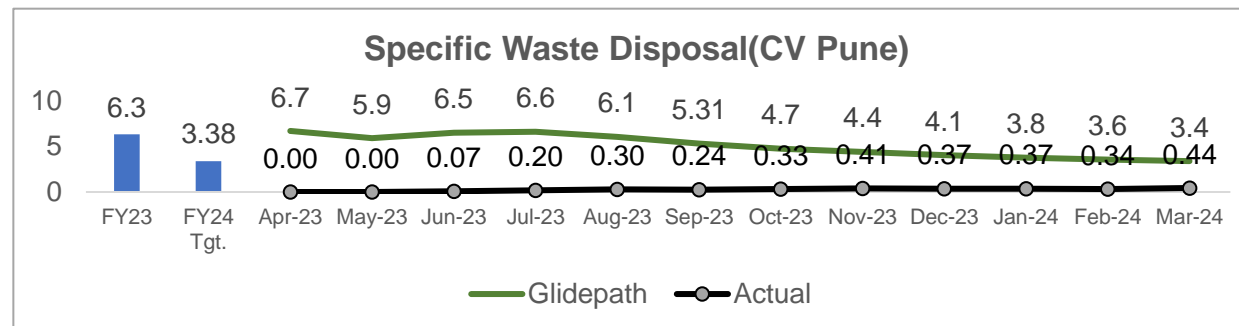 Specific Waste Disposal(CV Pune)
10
5
0
6.3
3.38
6.7 5.9 6.5 6.6 6.1 5.31 4.7 4.4 4.1 3.8 3.6 3.4
0.00 0.00 0.07 0.20 0.30 0.24 0.33 0.41 0.37 0.37 0.34 0.44
FY23 FY24 Apr-23 May-23 Jun-23 Jul-23 Aug-23 Sep-23 Oct-23 Nov-23 Dec-23 Jan-24 Feb-24 Mar-24
Tgt.
Glidepath Actual